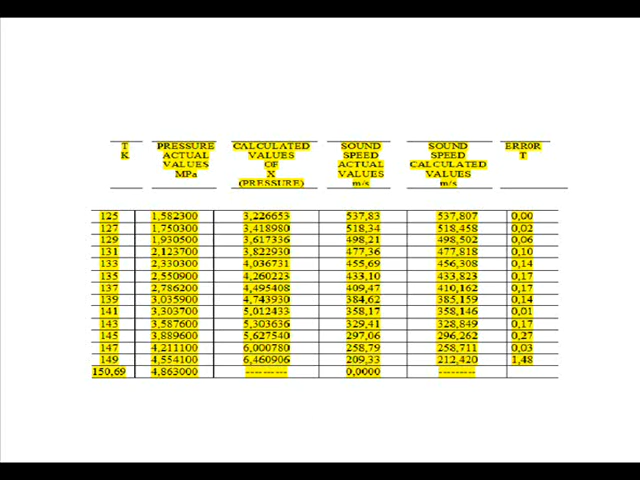 T K PRESSURE ACTUAL VALUES MPa CALCULATED VALUES OF X (PRESSURE) SOUND SPEED ACTUAL VALUES m/s SOUND SPEED CALCULATED VALUES m/s ERR0R T
125 1,582300 3,226653 537,83 537,807 0,00
127 1,750300 3,418980 518,34 518,458 0,02
129 1,930500 3,617336 498,21 498,502 0,06
131 2,123700 3,822930 477,36 477,818 0,10
133 2,330300 4,036731 455,69 456,308 0,14
135 2,550900 4,260223 433,10 433,823 0,17
137 2,786200 4,495408 409,47 410,162 0,17
139 3,035900 4,743930 384,62 385,159 0,14
141 3,303700 5,012433 358,17 358,146 0,01
143 3,587600 5,303636 329,41 328,849 0,17
145 3,889600 5,627540 297,06 296,262 0,27
147 4,211100 6,000780 258,79 258,711 0,03
149 4,554100 6,460906 209,33 212,420 1,48
150,69 4,863000 ---------- 0,0000 ---------